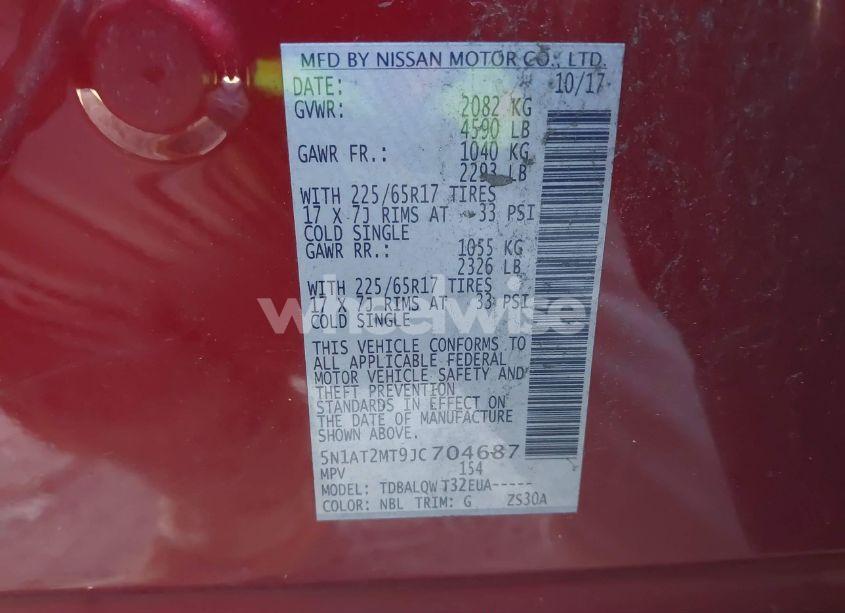 MFD BY NISSAN MOTOR CO., LTD.
DATE: 10/17
GVWR: 2082 KG
4590 LB
GAWR FR.: 1040 KG
2293 LB
WITH 225/65R17 TIRES
17 X 7J RIMS AT 33 PSI
COLD SINGLE
GAWR RR.: 1055 KG
2326 LB
WITH 225/65R17 TIRES
17 X 7J RIMS AT 33 PSI
COLD SINGLE
wheelwise
THIS VEHICLE CONFORMS TO
ALL APPLICABLE FEDERAL
MOTOR VEHICLE SAFETY AND
THEFT PREVENTION
STANDARDS IN EFFECT ON
THE DATE OF MANUFACTURE
SHOWN ABOVE.
5N1AT2MT9JC704687
MPV 154
MODEL: TDBALQWT32EUA-----
COLOR: NBL TRIM: G ZS30A